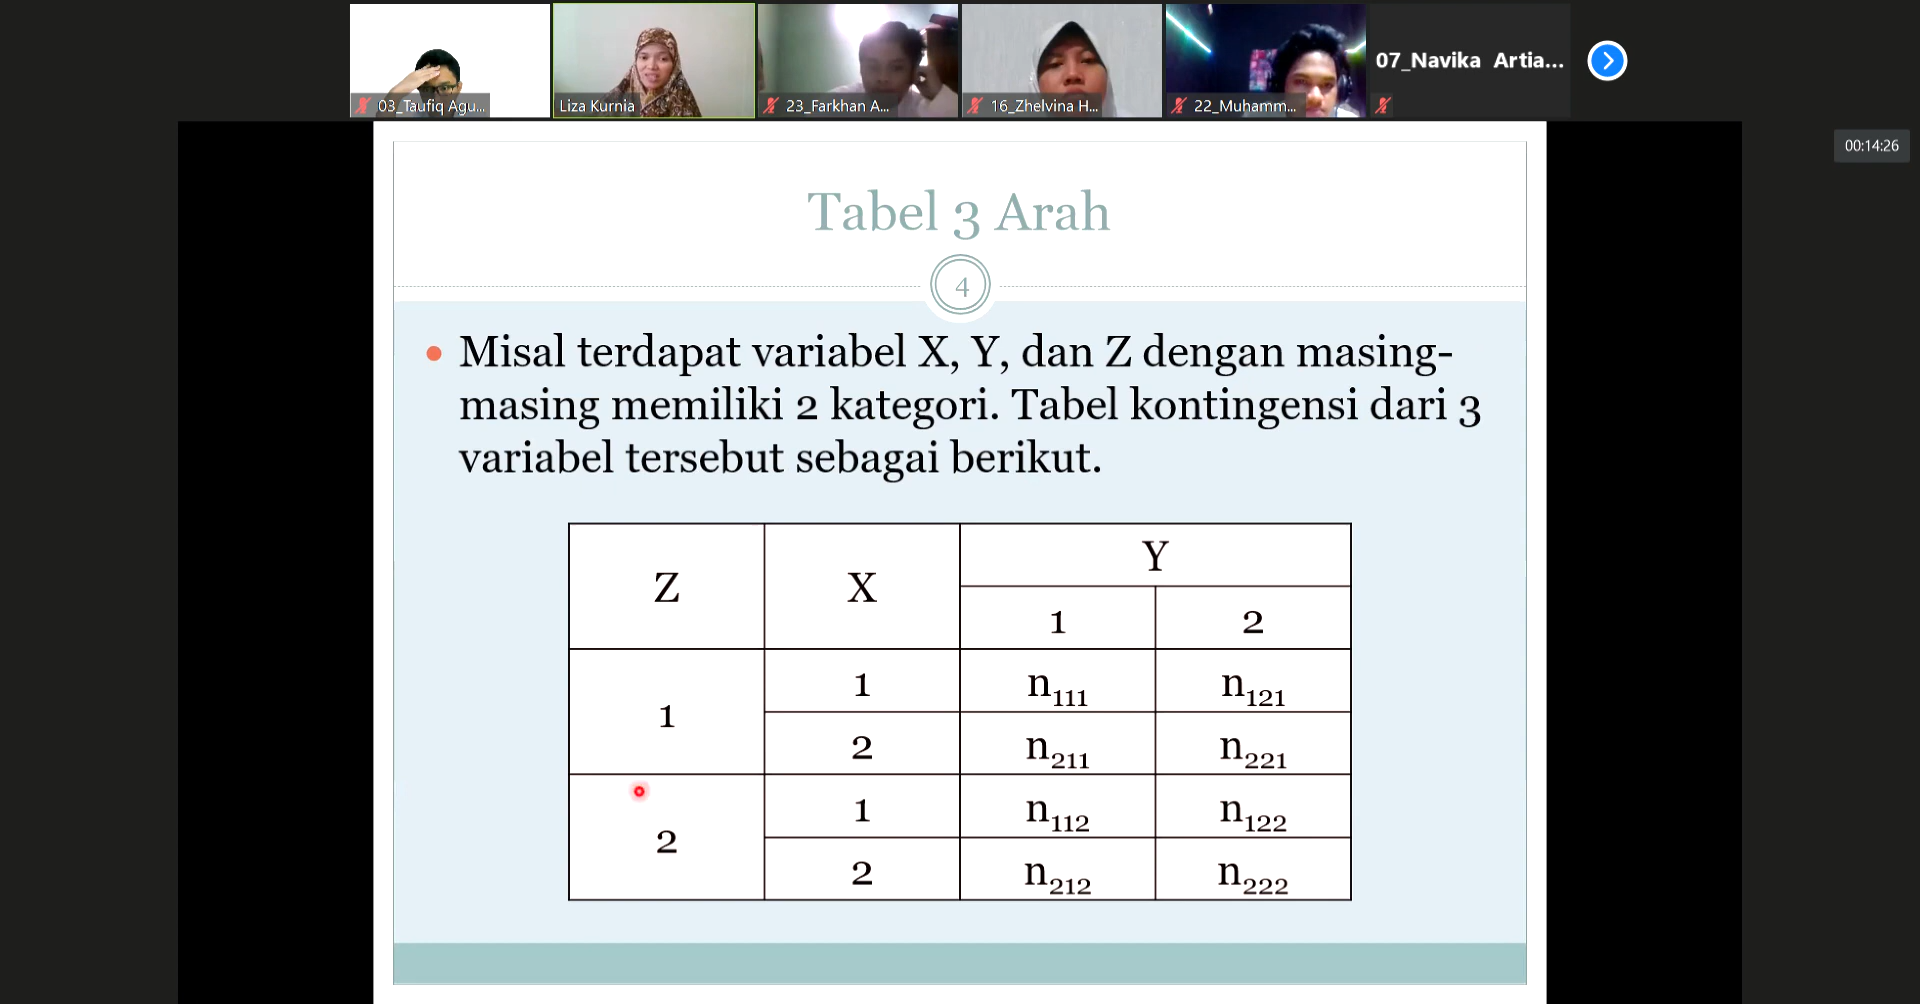 03_Taufiq Agu...
Liza Kurnia
23_Farkhan A...
16_Zhelvina H...
22_Muhamm...
07_Navika Artia...
00:14:26
Tabel 3 Arah
4
• Misal terdapat variabel X, Y, dan Z dengan masing-
masing memiliki 2 kategori. Tabel kontingensi dari 3
variabel tersebut sebagai berikut.
Z X Y
1 2
1 1 n₁₁₁ n₁₂₁
2 n₂₁₁ n₂₂₁
2 1 n₁₁₂ n₁₂₂
2 n₂₁₂ n₂₂₂